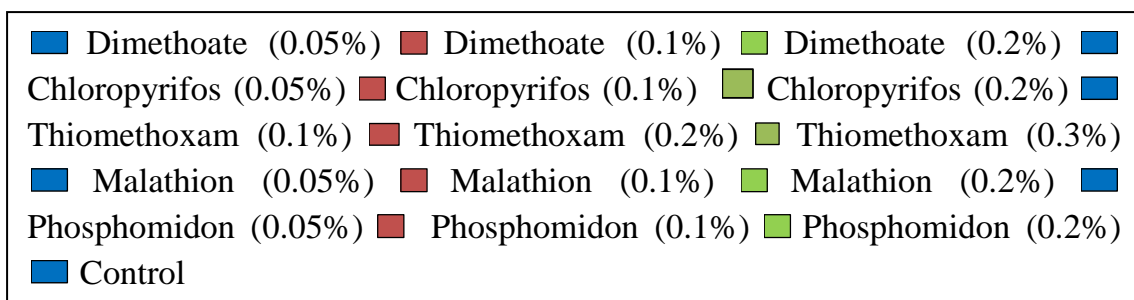 Dimethoate (0.05%) Dimethoate (0.1%) Dimethoate (0.2%)
Chloropyrifos (0.05%) Chloropyrifos (0.1%) Chloropyrifos (0.2%)
Thiomethoxam (0.1%) Thiomethoxam (0.2%) Thiomethoxam (0.3%)
Malathion (0.05%) Malathion (0.1%) Malathion (0.2%)
Phosphomidon (0.05%) Phosphomidon (0.1%) Phosphomidon (0.2%)
Control